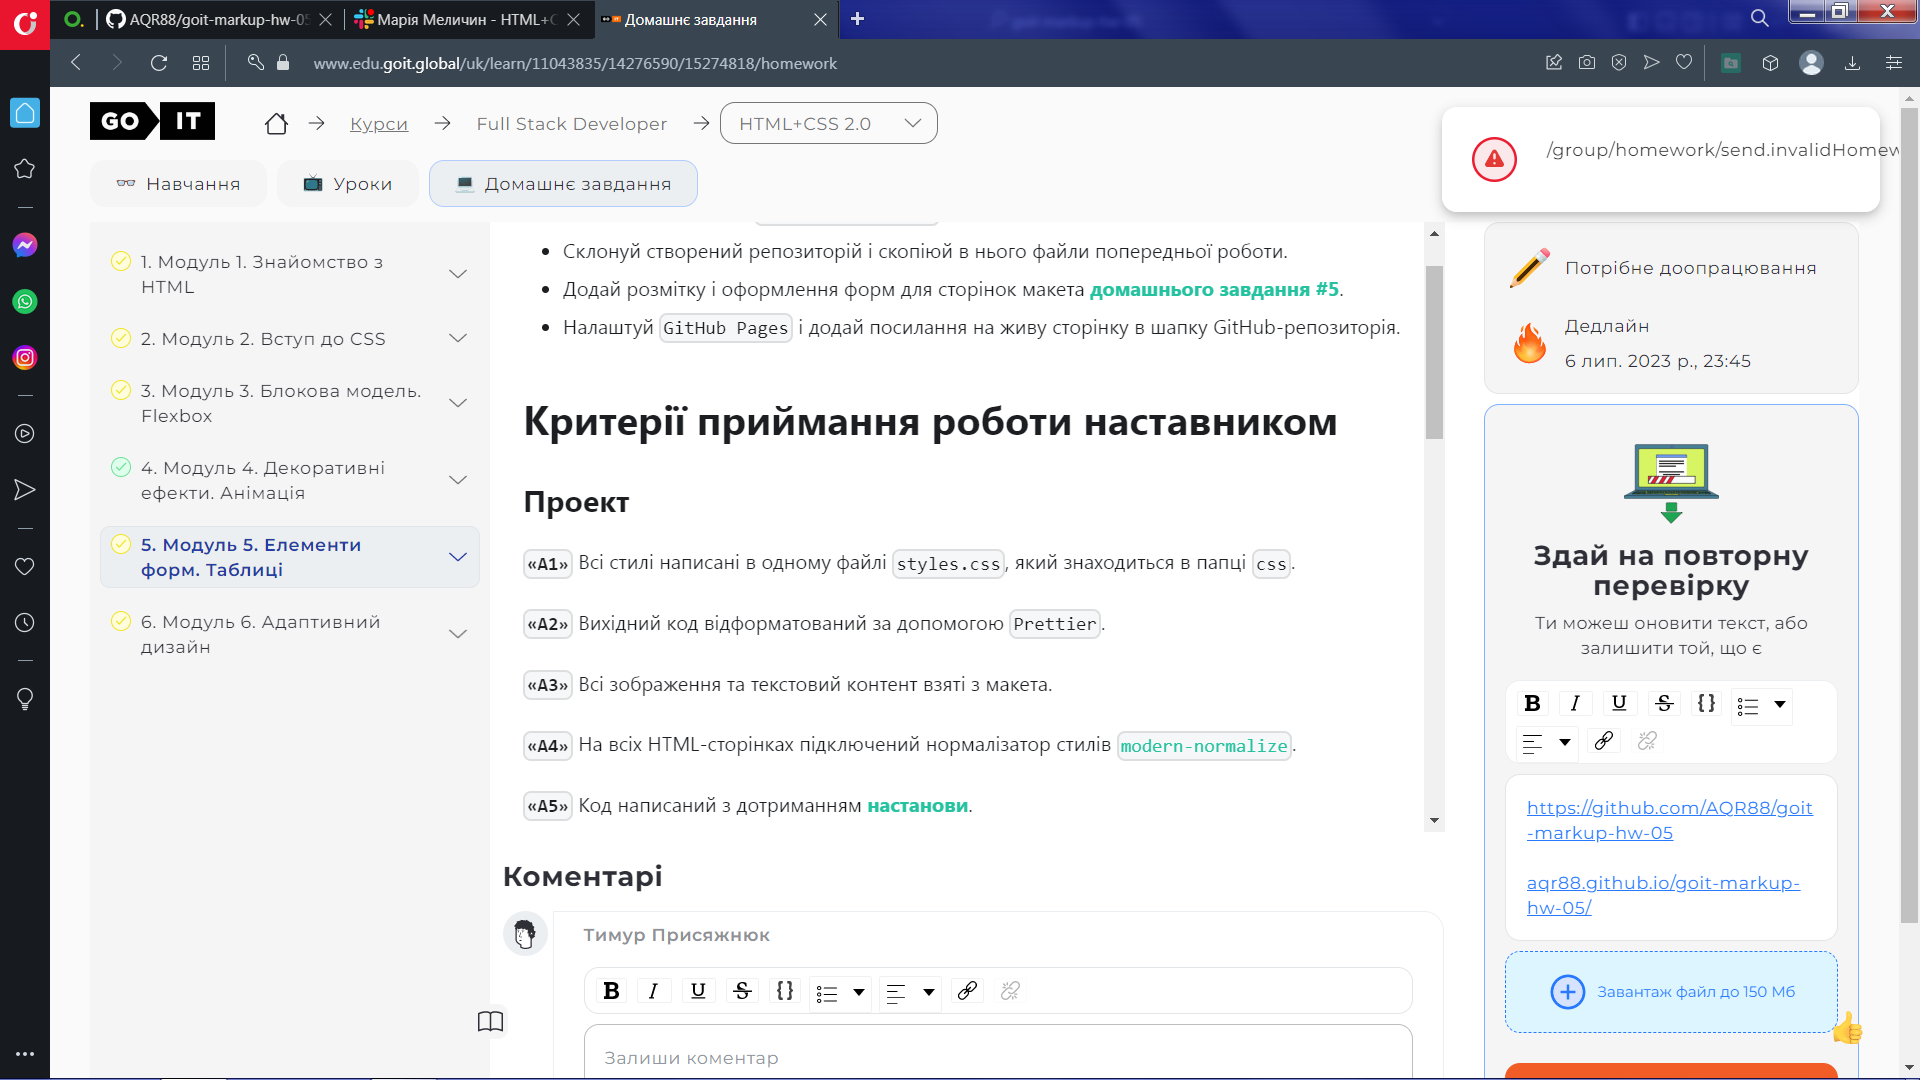 AQR88/goit-markup-hw-05
Марія Меличин - HTML+C
Домашнє завдання
www.edu.goit.global/uk/learn/11043835/14276590/15274818/homework
GO IT
Курси
Full Stack Developer
HTML+CSS 2.0
/group/homework/send.invalidHomew
Навчання
Уроки
Домашнє завдання
1. Модуль 1. Знайомство з
HTML
2. Модуль 2. Вступ до CSS
3. Модуль 3. Блокова модель.
Flexbox
4. Модуль 4. Декоративні
ефекти. Анімація
5. Модуль 5. Елементи
форм. Таблиці
6. Модуль 6. Адаптивний
дизайн
Склонуй створений репозиторій і скопіюй в нього файли попередньої роботи.
Додай розмітку і оформлення форм для сторінок макета домашнього завдання #5.
Налаштуй GitHub Pages і додай посилання на живу сторінку в шапку GitHub-репозиторія.
Критерії приймання роботи наставником
Проект
«A1» Всі стилі написані в одному файлі styles.css, який знаходиться в папці css.
«A2» Вихідний код відформатований за допомогою Prettier.
«A3» Всі зображення та текстовий контент взяті з макета.
«A4» На всіх HTML-сторінках підключений нормалізатор стилів modern-normalize.
«A5» Код написаний з дотриманням настанови.
Коментарі
Тимур Присяжнюк
B I U S {}
Залиши коментар
Потрібне доопрацювання
Дедлайн
6 лип. 2023 р., 23:45
Здай на повторну
перевірку
Ти можеш оновити текст, або
залишити той, що є
B I U S {}
https://github.com/AQR88/goit
-markup-hw-05
aqr88.github.io/goit-markup-
hw-05/
Завантаж файл до 150 Мб